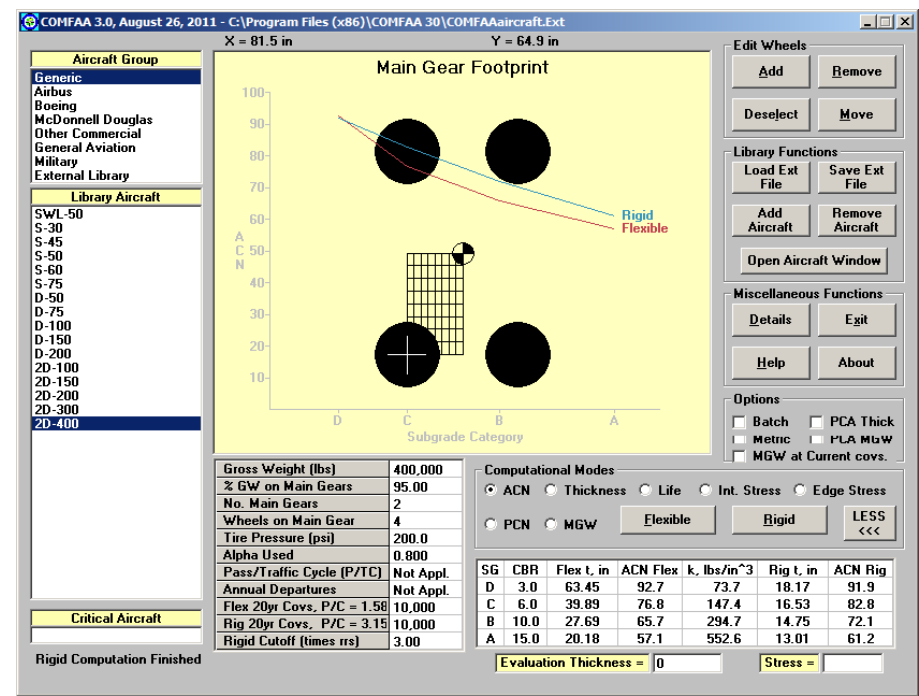 COMFAA 3.0, August 26, 2011 - C:\Program Files (x86)\COMFAA 30\COMFAAaircraft.Ext
X = 81.5 in Y = 64.9 in
Aircraft Group
Generic
Airbus
Boeing
McDonnell Douglas
Other Commercial
General Aviation
Military
External Library
Library Aircraft
SWL-50
S-30
S-45
S-50
S-60
S-75
D-50
D-75
D-100
D-150
D-200
2D-100
2D-150
2D-200
2D-300
2D-400
Critical Aircraft
Rigid Computation Finished
Main Gear Footprint
100
90
80
70
60
50
40
30
20
10
A
C
N
Rigid
Flexible
D C B A
Subgrade Category
Edit Wheels
Add Remove
Deselect Move
Library Functions
Load Ext File
Save Ext File
Add Aircraft
Remove Aircraft
Open Aircraft Window
Miscellaneous Functions
Details Exit
Help About
Options
Batch PCA Thick
Metric PCA MGW
MGW at Current covs.
Gross Weight (lbs) 400,000
% GW on Main Gears 95.00
No. Main Gears 2
Wheels on Main Gear 4
Tire Pressure (psi) 200.0
Alpha Used 0.800
Pass/Traffic Cycle (P/TC) Not Appl.
Annual Departures Not Appl.
Flex 20yr Covs, P/C = 1.58 10,000
Rig 20yr Covs, P/C = 3.15 10,000
Rigid Cutoff (times rrs) 3.00
Computational Modes
ACN Thickness Life Int. Stress Edge Stress
PCN MGW Flexible Rigid LESS
<<<
SG CBR Flex t, in ACN Flex k, lbs/in^3 Rig t, in ACN Rig
D 3.0 63.45 92.7 73.7 18.17 91.9
C 6.0 39.89 76.8 147.4 16.53 82.8
B 10.0 27.69 65.7 294.7 14.75 72.1
A 15.0 20.18 57.1 552.6 13.01 61.2
Evaluation Thickness = 0 Stress =